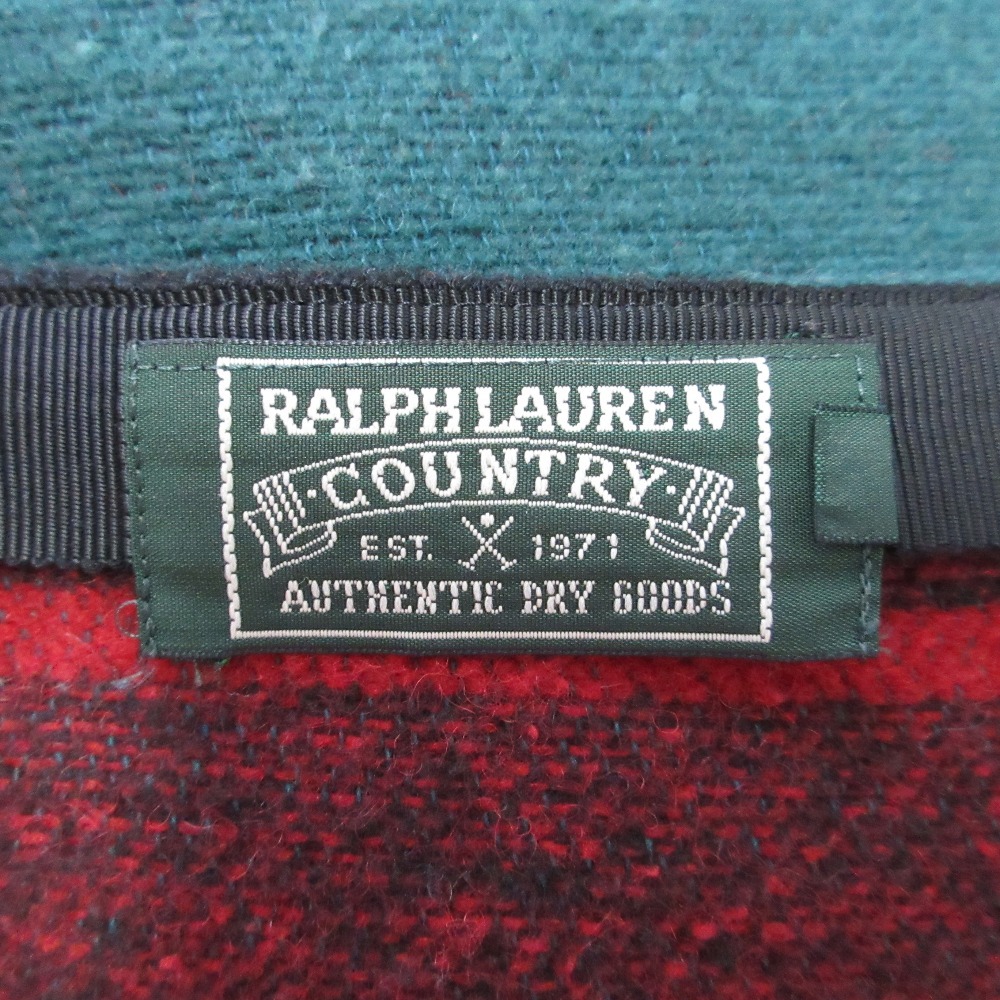 RALPH LAUREN
·COUNTRY·
EST. 1971
AUTHENTIC DRY GOODS